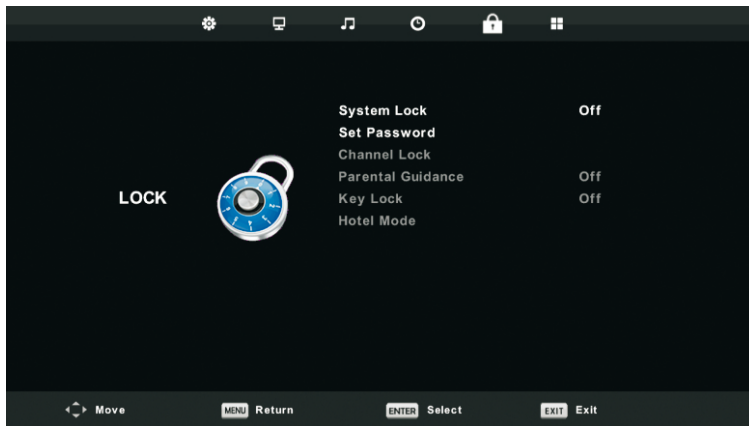 System Lock Off
Set Password
Channel Lock
Parental Guidance Off
LOCK
Key Lock Off
Hotel Mode
Move MENU Return ENTER Select EXIT Exit